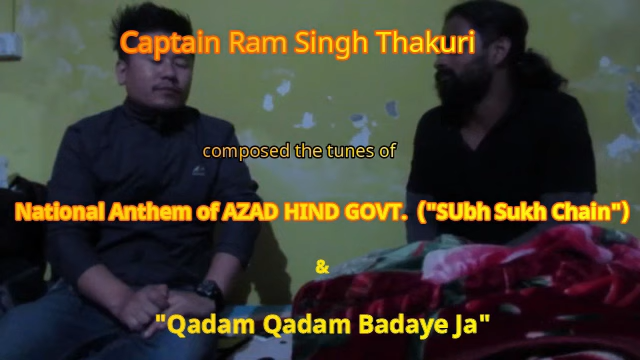 Captain Ram Singh Thakuri
composed the tunes of
National Anthem of AZAD HIND GOVT. ("SUbh Sukh Chain")
&
"Qadam Qadam Badaye Ja"